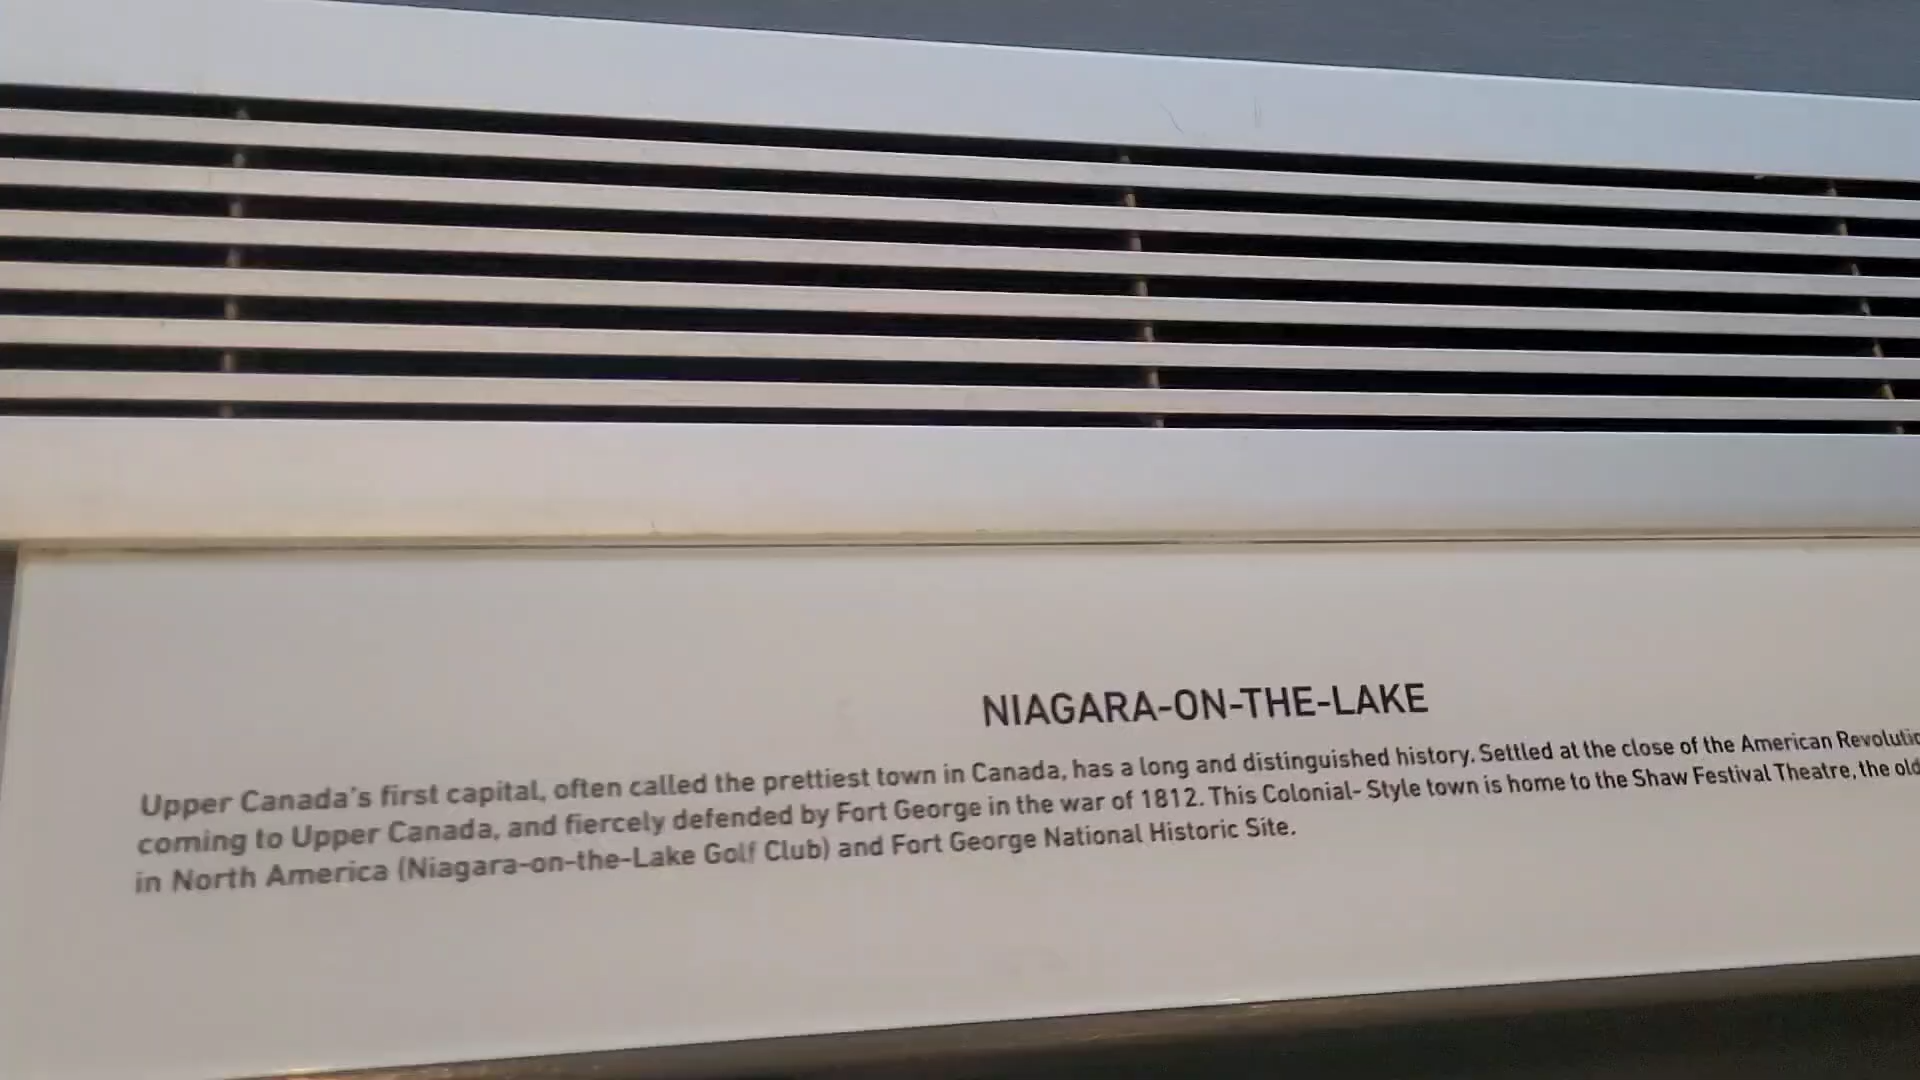 NIAGARA-ON-THE-LAKE
Upper Canada's first capital, often called the prettiest town in Canada, has a long and distinguished history. Settled at the close of the American
coming to Upper Canada, and fiercely defended by Fort George in the war of 1812. This Colonial- Style town is home to the Shaw Festival Theatre, the
in North America (Niagara-on-the-Lake Golf Club) and Fort George National Historic Site.